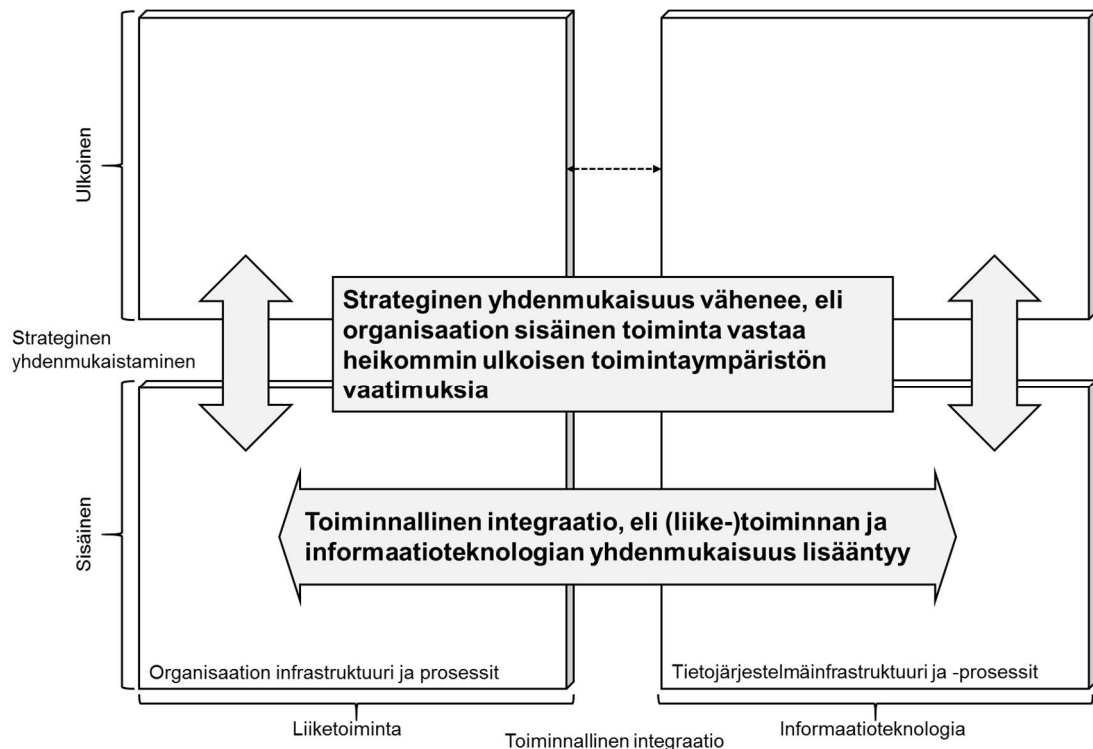 Ulkoinen
Strateginen yhdenmukaisuus vähenee, eli
organisaation sisäinen toiminta vastaa
heikommin ulkoisen toimintaympäristön
vaatimuksia
Strateginen
yhdenmukaistaminen
Sisäinen
Toiminnallinen integraatio, eli (liike-)toiminnan ja
informaatioteknologian yhdenmukaisuus lisääntyy
Organisaation infrastruktuuri ja prosessit
Tietojärjestelmäinfrastruktuuri ja -prosessit
Liiketoiminta
Informaatioteknologia
Toiminnallinen integraatio